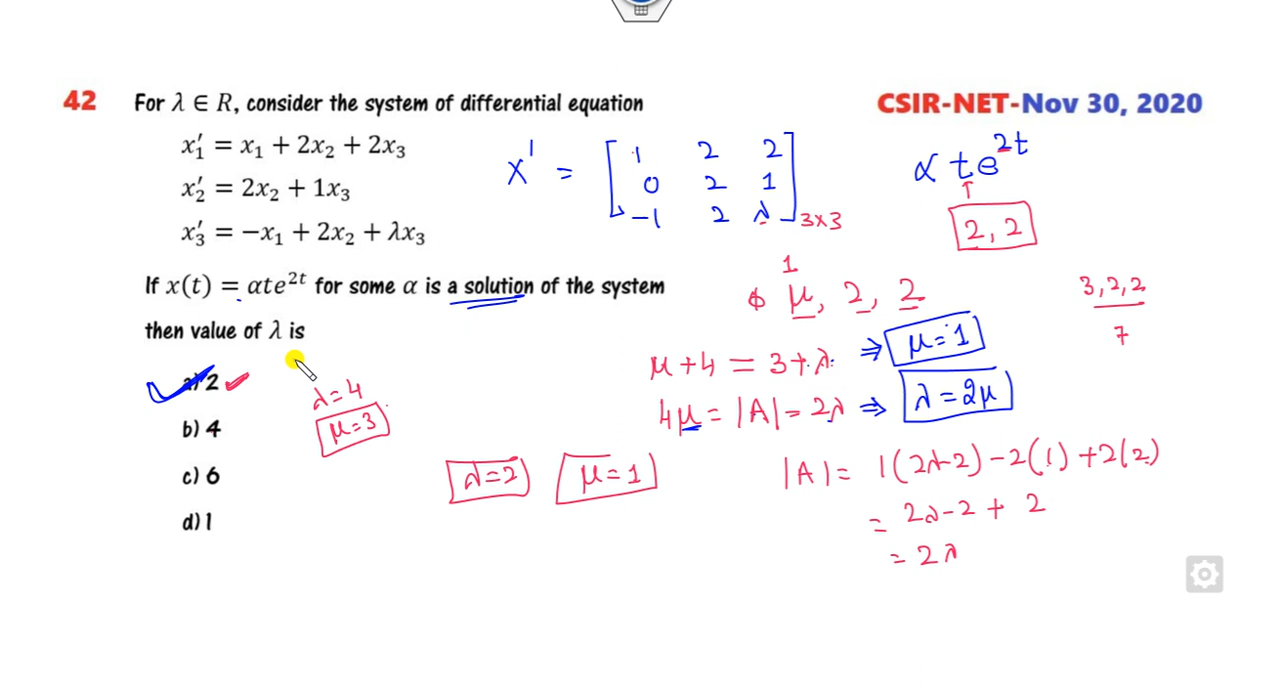 42 For λ ∈ R, consider the system of differential equation
CSIR-NET-Nov 30, 2020
x₁′ = x₁ + 2x₂ + 2x₃
x₂′ = 2x₂ + 1x₃
x₃′ = −x₁ + 2x₂ + λx₃
x′ = [ 1 2 2
0 2 1
−1 2 λ ] 3×3
α t e^{2t}
↑
2, 2
If x(t) = αte^{2t} for some α is a solution of the system
then value of λ is
1
μ, 2, 2
3, 2, 2
7
μ + 4 = 3 + λ ⇒ μ = 1
4μ = |A| = 2λ ⇒ λ = 2μ
a) 2
b) 4
c) 6
d) 1
λ = 4
μ = 3
λ = 2 μ = 1
|A| = 1(2λ−2) − 2(1) + 2(2)
= 2λ − 2 + 2
= 2λ